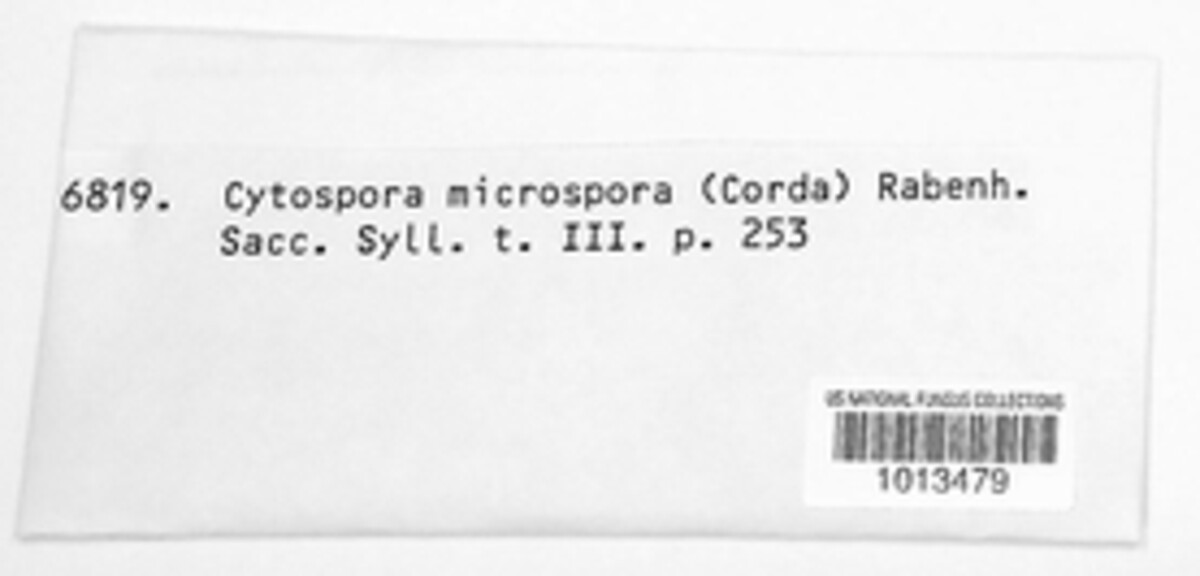 6819. Cytospora microspora (Corda) Rabenh.
Sacc. Syll. t. III. p. 253
US NATIONAL FUNGUS COLLECTIONS
1013479